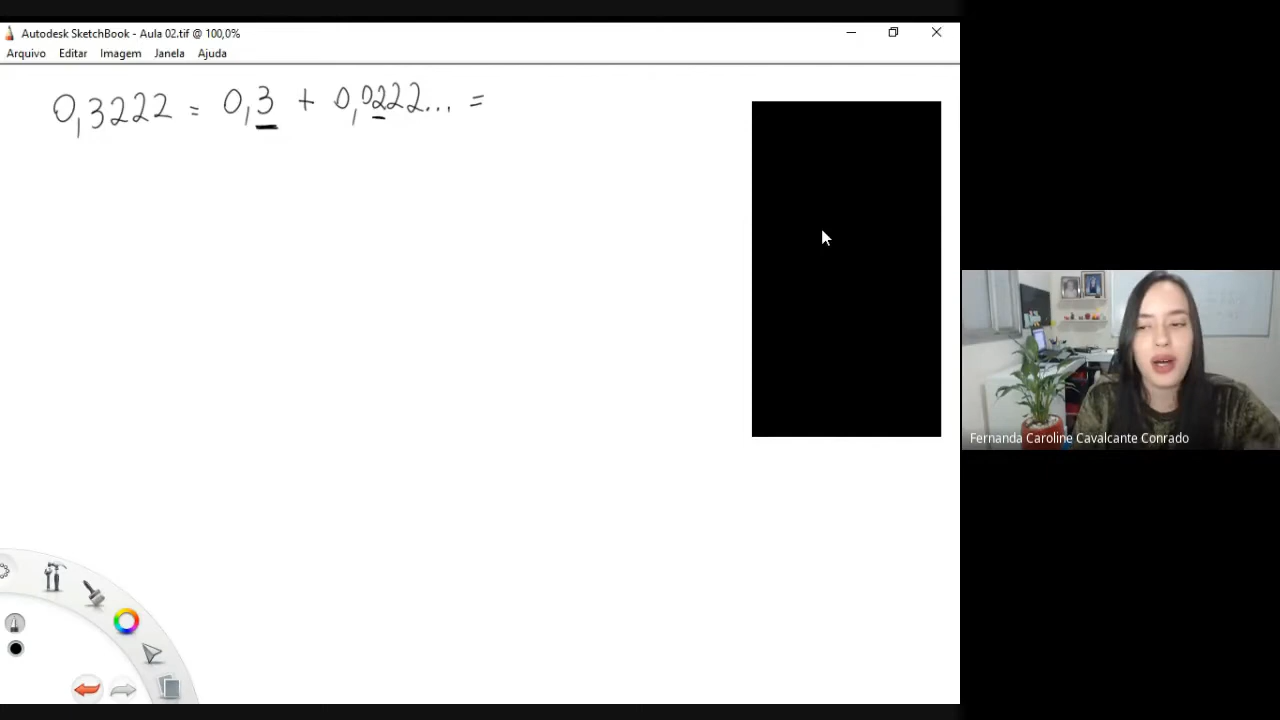 Autodesk SketchBook - Aula 02.tif @ 100,0%
Arquivo Editar Imagem Janela Ajuda
0,3222 = 0,3 + 0,0222... =
Fernanda Caroline Cavalcante Conrado